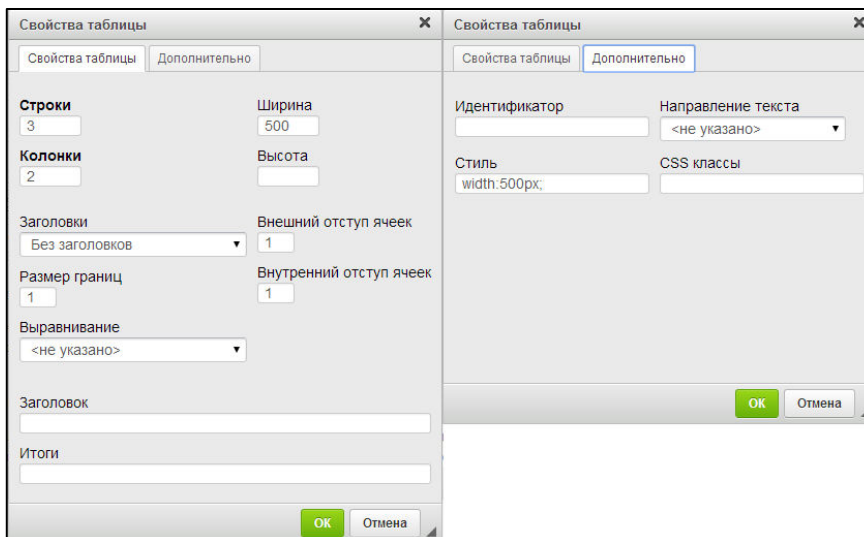 Свойства таблицы
Свойства таблицы Дополнительно
Строки Ширина
3 500
Колонки Высота
2
Заголовки Внешний отступ ячеек
Без заголовков 1
Размер границ Внутренний отступ ячеек
1 1
Выравнивание
<не указано>
Заголовок
Итоги
ОК Отмена
Свойства таблицы
Свойства таблицы Дополнительно
Идентификатор Направление текста
<не указано>
Стиль CSS классы
width:500px;
ОК Отмена